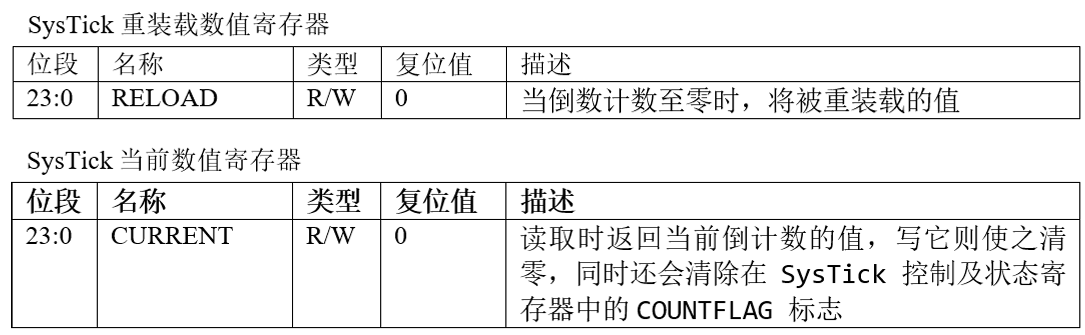 SysTick 重装载数值寄存器
位段 名称 类型 复位值 描述
23:0 RELOAD R/W 0 当倒数计数至零时，将被重装载的值
SysTick 当前数值寄存器
位段 名称 类型 复位值 描述
23:0 CURRENT R/W 0 读取时返回当前倒计数的值，写它则使之清
零，同时还会清除在 SysTick 控制及状态寄
存器中的 COUNTFLAG 标志